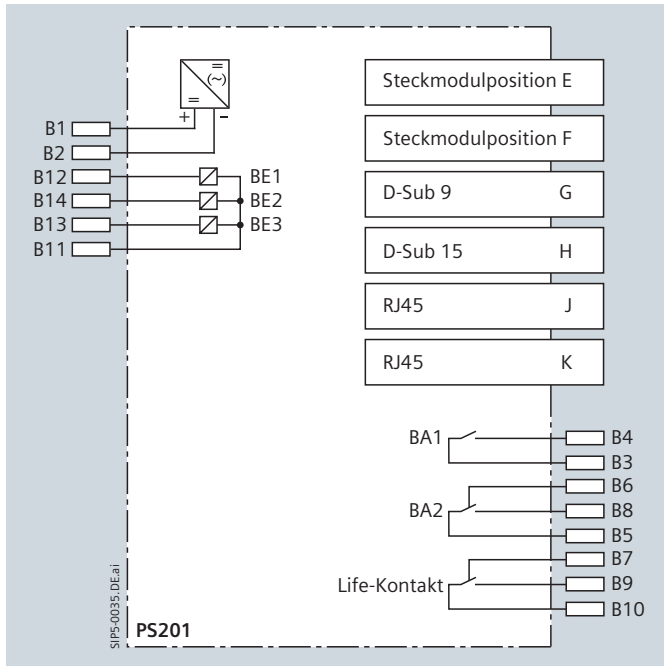 (~)
+ –
B1
B2
B12 BE1
B14 BE2
B13 BE3
B11
Steckmodulposition E
Steckmodulposition F
D-Sub 9 G
D-Sub 15 H
RJ45 J
RJ45 K
BA1 B4
B3
B6
BA2 B8
B5
B7
Life-Kontakt B9
B10
SIP5-0035.DE.ai
PS201